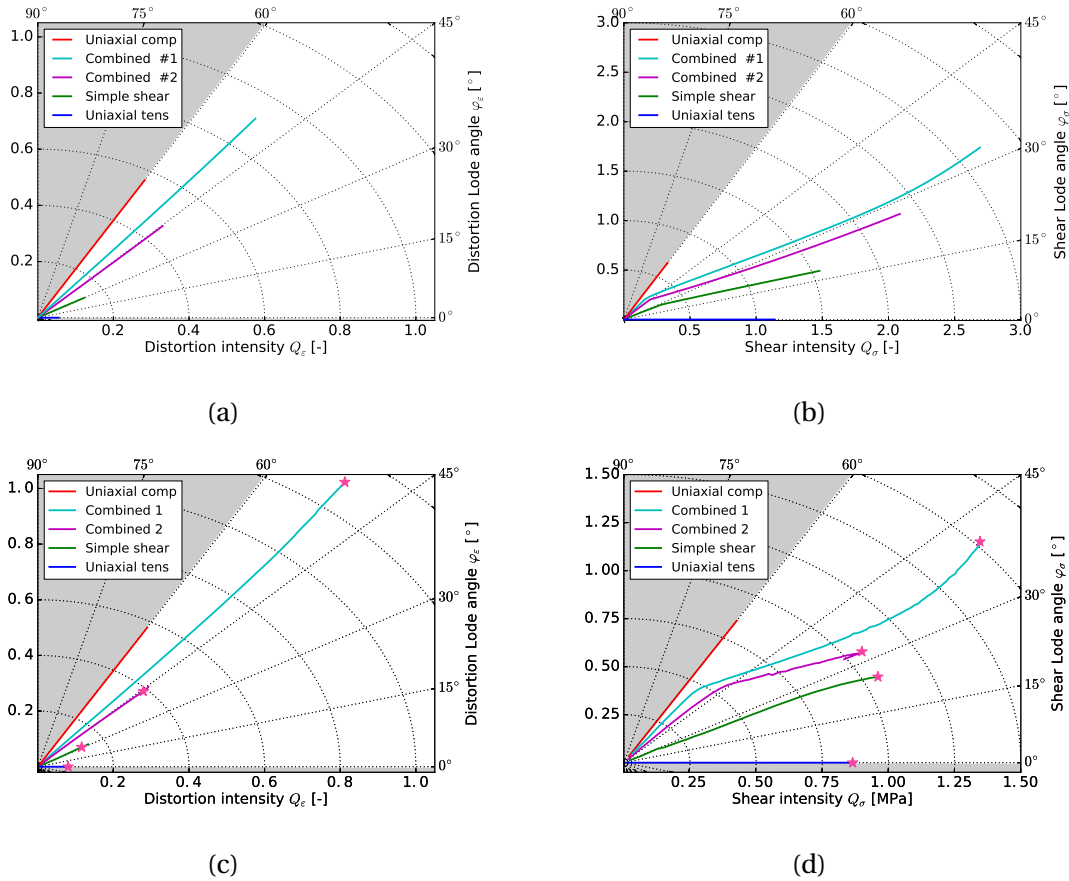 90° 75° 60° 45°
1.0
0.8
0.6
0.4
0.2
Uniaxial comp
Combined #1
Combined #2
Simple shear
Uniaxial tens
30°
15°
0°
Distortion Lode angle φε [°]
0.2 0.4 0.6 0.8 1.0
Distortion intensity Qε [-]
(a)
90° 75° 60° 45°
3.0
2.5
2.0
1.5
1.0
0.5
Uniaxial comp
Combined #1
Combined #2
Simple shear
Uniaxial tens
30°
15°
0°
Shear Lode angle φσ [°]
0.5 1.0 1.5 2.0 2.5 3.0
Shear intensity Qσ [-]
(b)
90° 75° 60° 45°
1.0
0.8
0.6
0.4
0.2
Uniaxial comp
Combined 1
Combined 2
Simple shear
Uniaxial tens
30°
15°
0°
Distortion Lode angle φε [°]
0.2 0.4 0.6 0.8 1.0
Distortion intensity Qε [-]
(c)
90° 75° 60° 45°
1.50
1.25
1.00
0.75
0.50
0.25
Uniaxial comp
Combined 1
Combined 2
Simple shear
Uniaxial tens
30°
15°
0°
Shear Lode angle φσ [°]
0.25 0.50 0.75 1.00 1.25 1.50
Shear intensity Qσ [MPa]
(d)